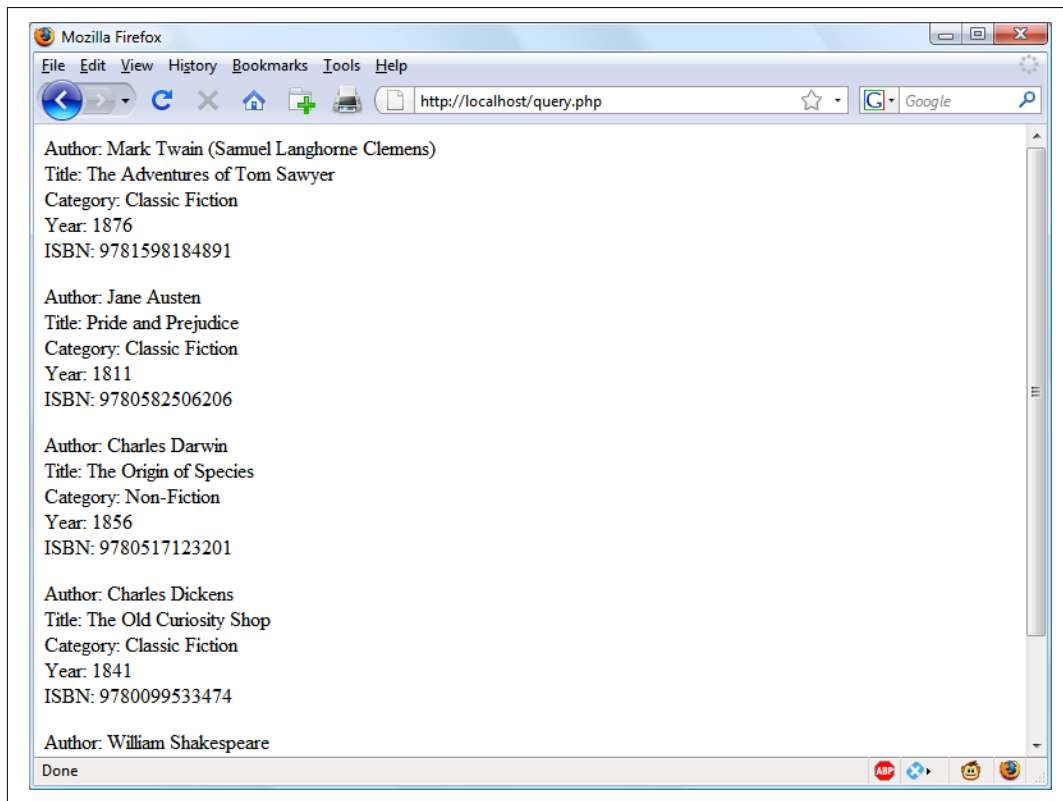 Mozilla Firefox
File Edit View History Bookmarks Tools Help
http://localhost/query.php
G Google
Author: Mark Twain (Samuel Langhorne Clemens)
Title: The Adventures of Tom Sawyer
Category: Classic Fiction
Year: 1876
ISBN: 9781598184891
Author: Jane Austen
Title: Pride and Prejudice
Category: Classic Fiction
Year: 1811
ISBN: 9780582506206
Author: Charles Darwin
Title: The Origin of Species
Category: Non-Fiction
Year: 1856
ISBN: 9780517123201
Author: Charles Dickens
Title: The Old Curiosity Shop
Category: Classic Fiction
Year: 1841
ISBN: 9780099533474
Author: William Shakespeare
Done
ABP